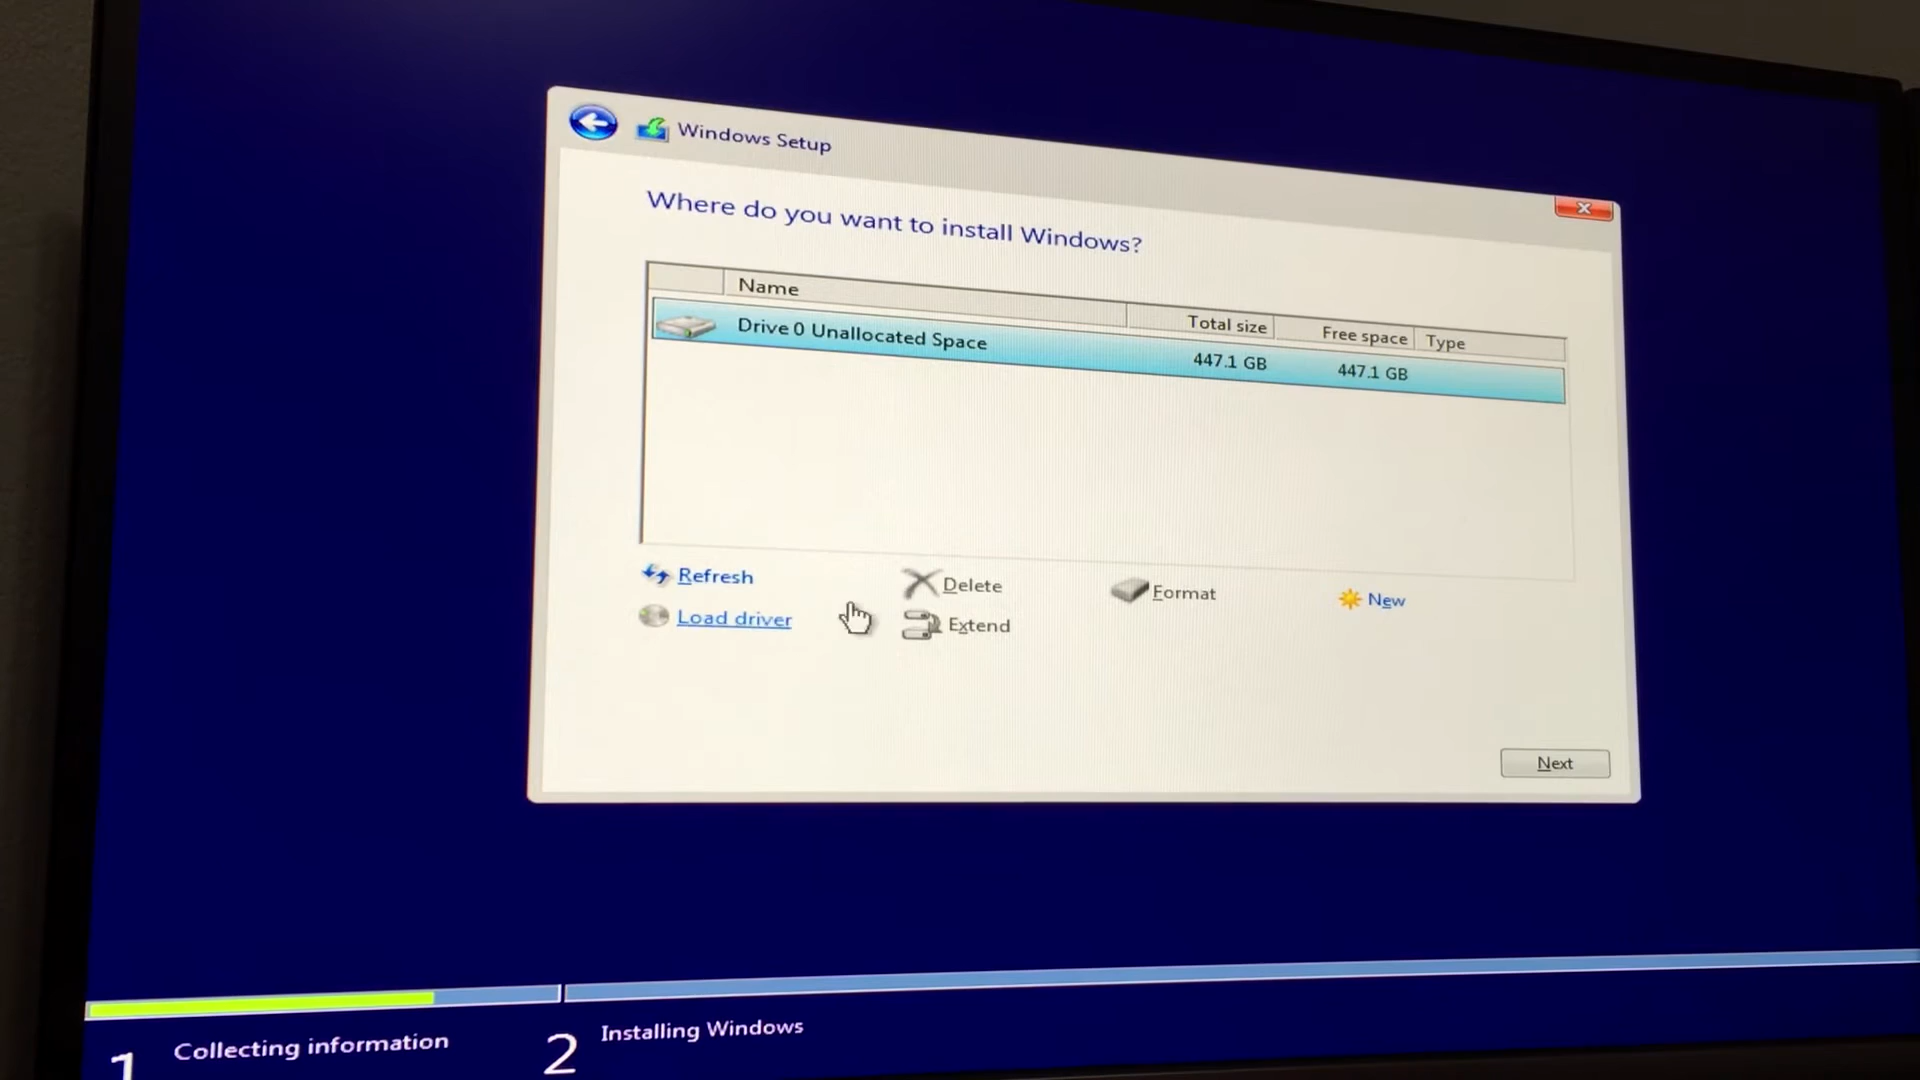 Windows Setup
Where do you want to install Windows?
Name Total size Free space Type
Drive 0 Unallocated Space 447.1 GB 447.1 GB
Refresh Delete Format New
Load driver Extend
Next
1 Collecting information 2 Installing Windows